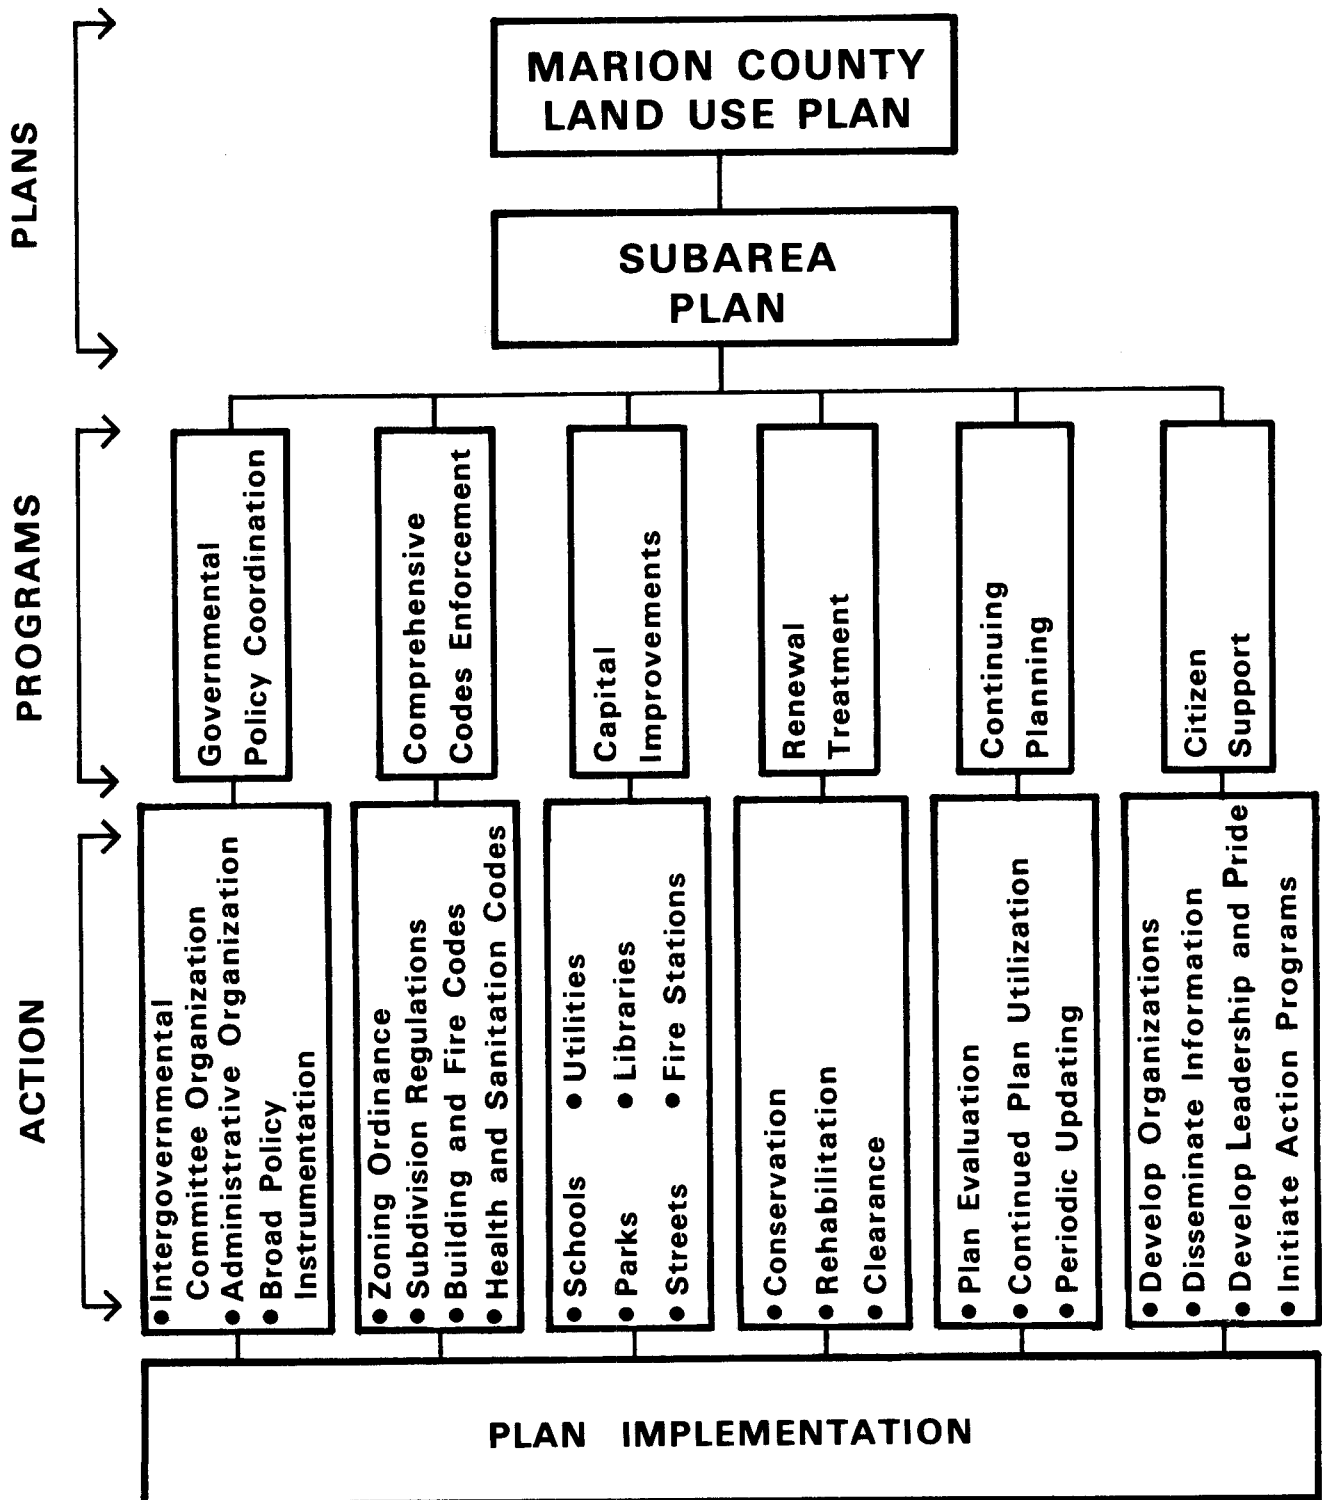 PLANS
MARION COUNTY
LAND USE PLAN
SUBAREA
PLAN
PROGRAMS
Governmental
Policy Coordination
Comprehensive
Codes Enforcement
Capital
Improvements
Renewal
Treatment
Continuing
Planning
Citizen
Support
ACTION
• Intergovernmental
Committee Organization
• Administrative Organization
• Broad Policy
Instrumentation
• Zoning Ordinance
• Subdivision Regulations
• Building and Fire Codes
• Health and Sanitation Codes
• Schools • Utilities
• Parks • Libraries
• Streets • Fire Stations
• Conservation
• Rehabilitation
• Clearance
• Plan Evaluation
• Continued Plan Utilization
• Periodic Updating
• Develop Organizations
• Disseminate Information
• Develop Leadership and Pride
• Initiate Action Programs
PLAN IMPLEMENTATION